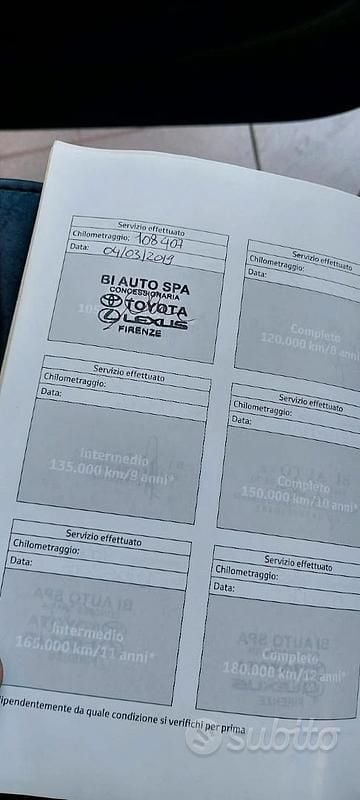 Servizio effettuato
Chilometraggio: 108407
Data: 04/03/2019
BI AUTO SPA
CONCESSIONARIA
TOYOTA
LEXUS
FIRENZE
Servizio effettuato
Chilometraggio:
Data:
Completo
120.000 km/8 anni*
Servizio effettuato
Chilometraggio:
Data:
Intermedio
135.000 km/9 anni*
Servizio effettuato
Chilometraggio:
Data:
Completo
150.000 km/10 anni*
Servizio effettuato
Chilometraggio:
Data:
Intermedio
165.000 km/11 anni*
Servizio effettuato
Chilometraggio:
Data:
Completo
180.000 km/12 anni*
dipendentemente da quale condizione si verifichi per prima
subito